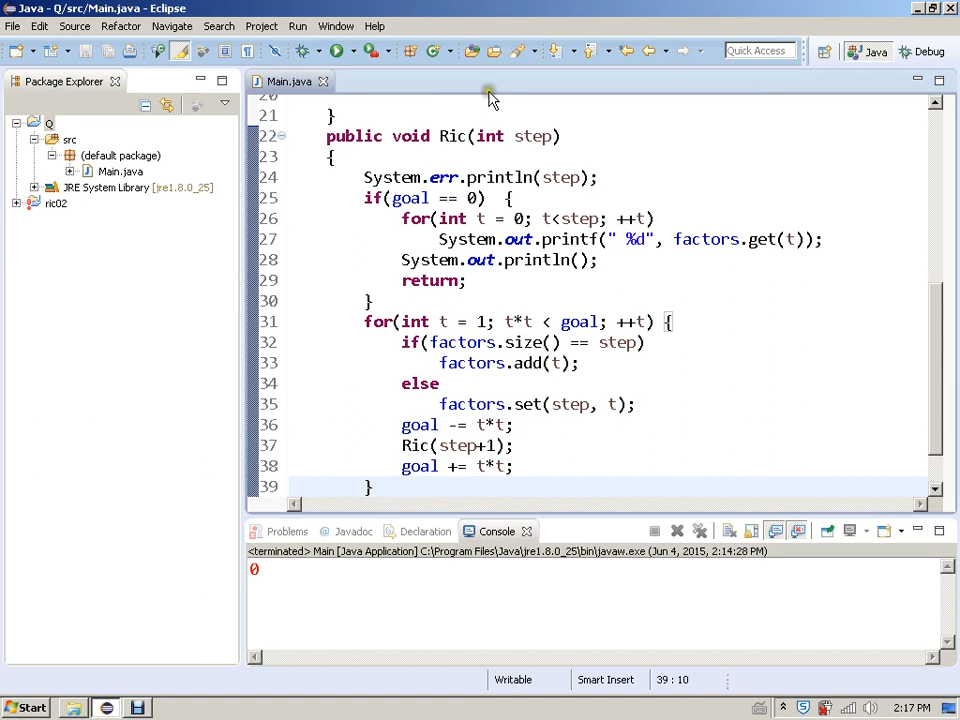 Java - Q/src/Main.java - Eclipse
File Edit Source Refactor Navigate Search Project Run Window Help
Quick Access Java Debug
Package Explorer
Q
src
(default package)
Main.java
JRE System Library [jre1.8.0_25]
ric02
Main.java
20
21 }
22 public void Ric(int step)
23 {
24 System.err.println(step);
25 if(goal == 0) {
26 for(int t = 0; t<step; ++t)
27 System.out.printf(" %d", factors.get(t));
28 System.out.println();
29 return;
30 }
31 for(int t = 1; t*t < goal; ++t) {
32 if(factors.size() == step)
33 factors.add(t);
34 else
35 factors.set(step, t);
36 goal -= t*t;
37 Ric(step+1);
38 goal += t*t;
39 }
Problems Javadoc Declaration Console
<terminated> Main [Java Application] C:\Program Files\Java\jre1.8.0_25\bin\javaw.exe (Jun 4, 2015, 2:14:28 PM)
0
Writable Smart Insert 39 : 10
Start 2:17 PM